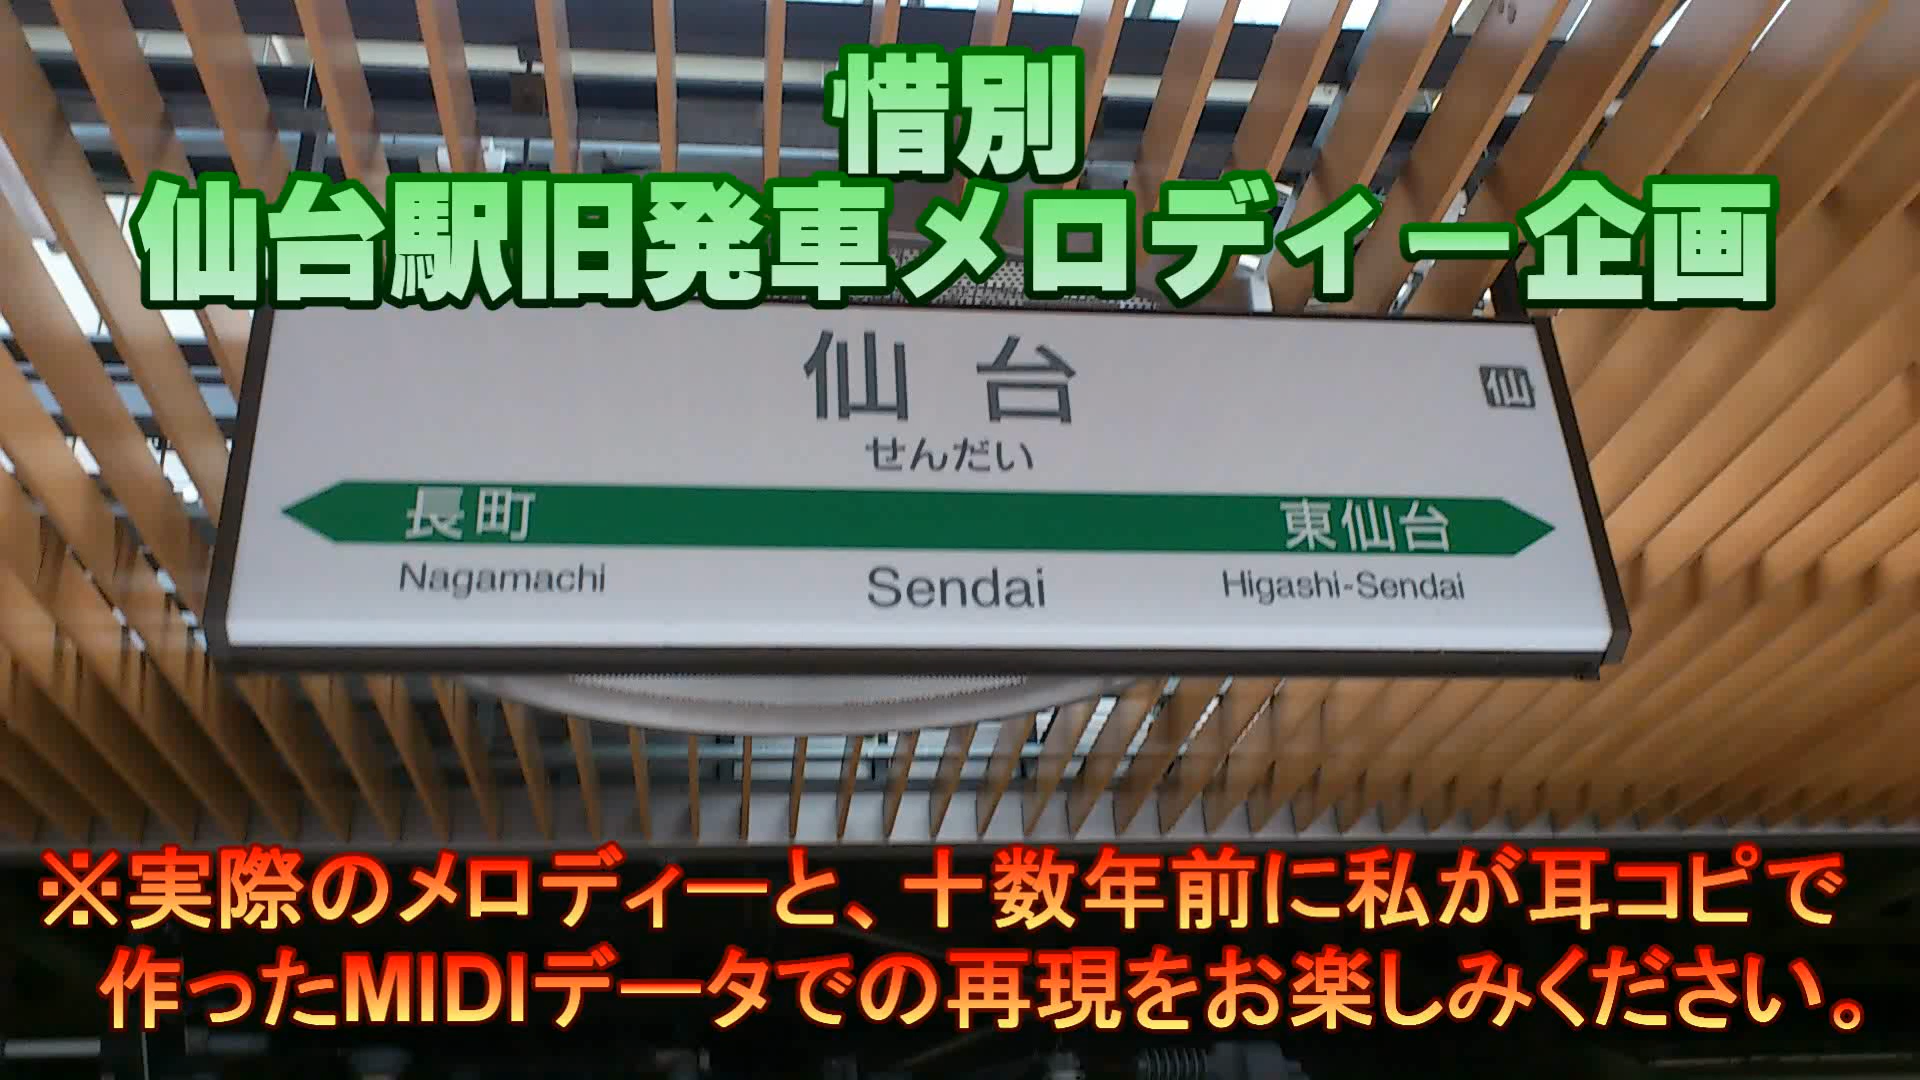 惜別
仙台駅旧発車メロディー企画
仙台
仙
せんだい
長町 東仙台
Nagamachi Sendai Higashi-Sendai
※実際のメロディーと、十数年前に私が耳コピで
作ったMIDIデータでの再現をお楽しみください。